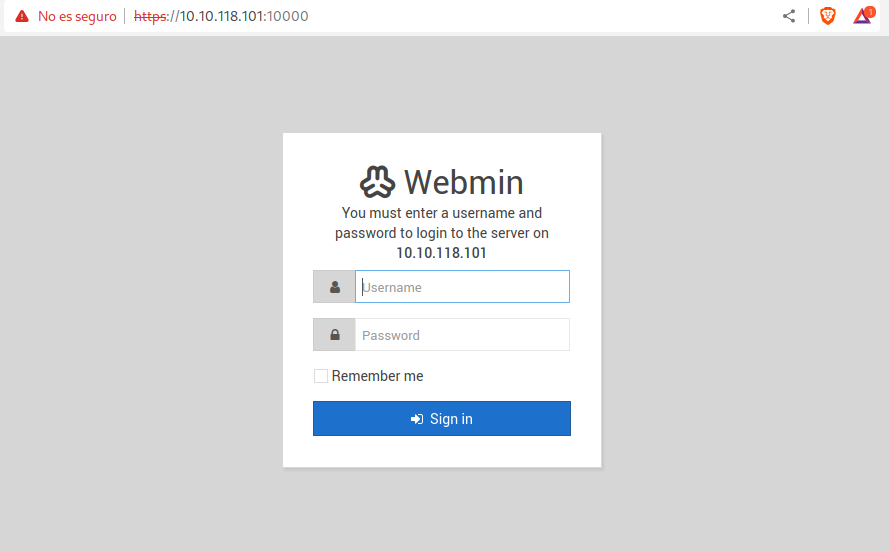 No es seguro https://10.10.118.101:10000
1
Webmin
You must enter a username and
password to login to the server on
10.10.118.101
Username
Password
Remember me
Sign in